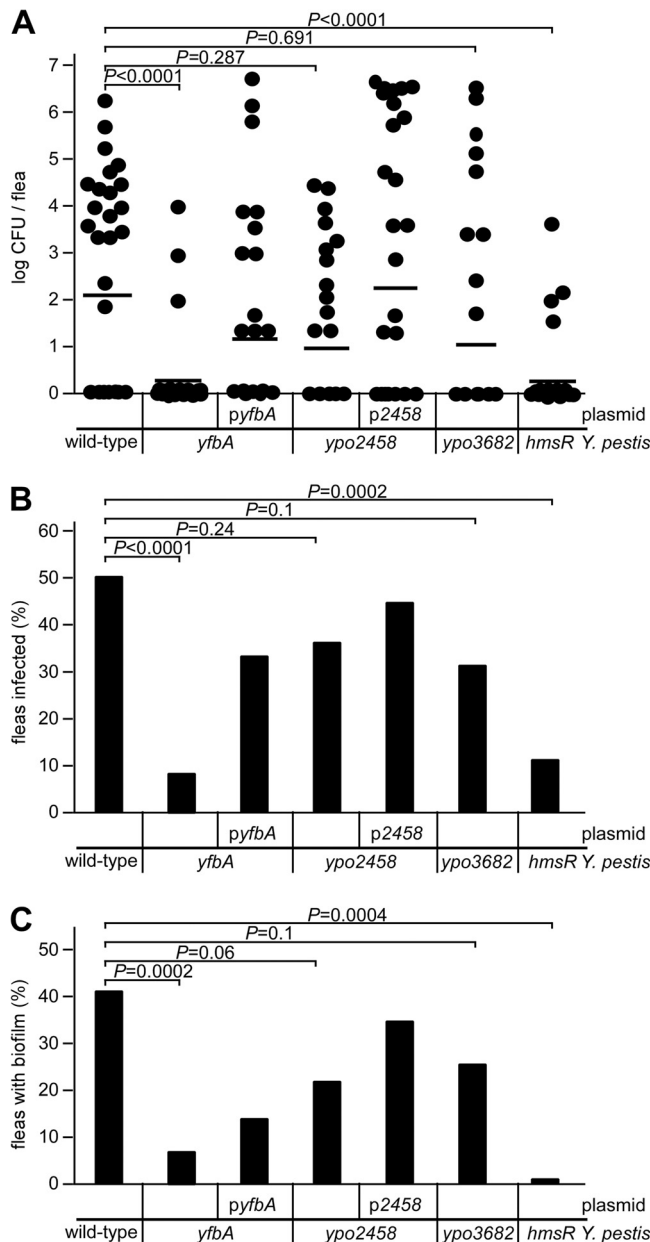 A
P<0.0001
P=0.691
P=0.287
P<0.0001
7
6
5
4
3
2
1
0
log CFU / flea
pyfbA p2458 plasmid
wild-type yfbA ypo2458 ypo3682 hmsR Y. pestis
B
P=0.0002
P=0.1
P=0.24
P<0.0001
60
50
40
30
20
10
0
fleas infected (%)
pyfbA p2458 plasmid
wild-type yfbA ypo2458 ypo3682 hmsR Y. pestis
C
P=0.0004
P=0.1
P=0.06
P=0.0002
50
40
30
20
10
0
fleas with biofilm (%)
pyfbA p2458 plasmid
wild-type yfbA ypo2458 ypo3682 hmsR Y. pestis